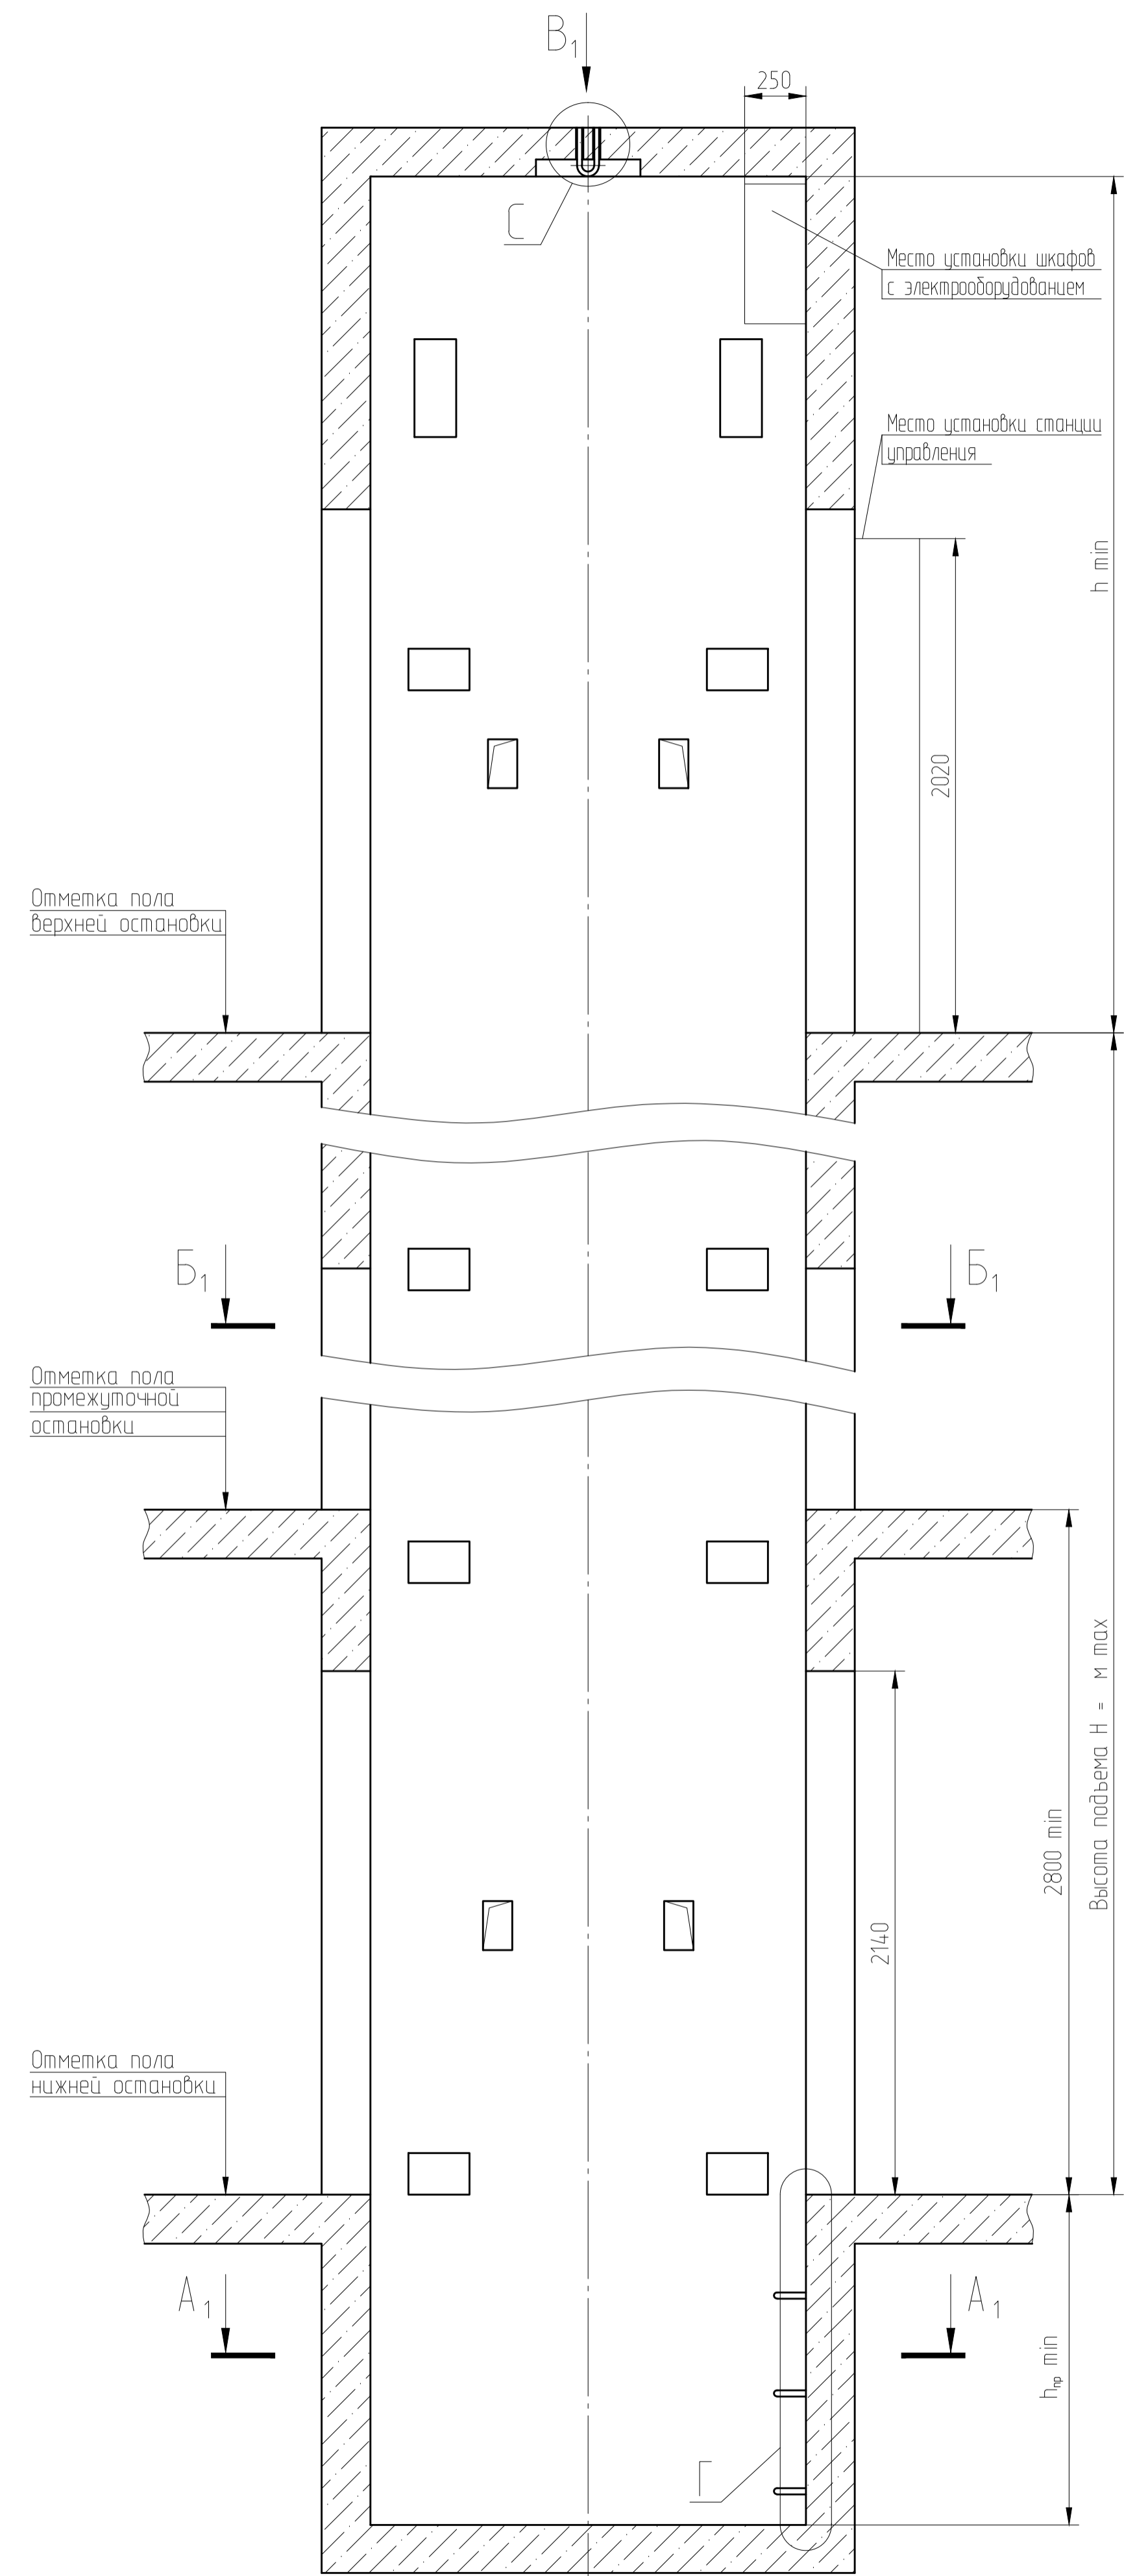 В₁
250
С
Место установки шкафов
с электрооборудованием
Место установки станции
управления
h min
2020
Отметка пола
верхней остановки
Б₁
Б₁
Отметка пола
промежуточной
остановки
Высота подъема Н = м max
2800 min
2140
Отметка пола
нижней остановки
А₁
А₁
hпр min
Г